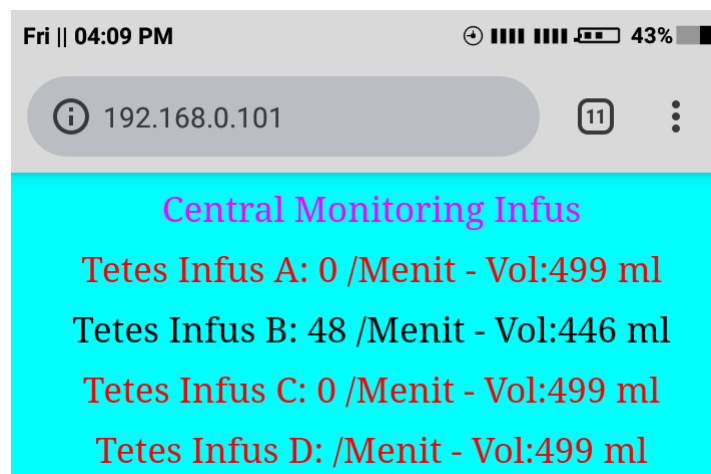 Fri || 04:09 PM 43%
192.168.0.101 11
Central Monitoring Infus
Tetes Infus A: 0 /Menit - Vol:499 ml
Tetes Infus B: 48 /Menit - Vol:446 ml
Tetes Infus C: 0 /Menit - Vol:499 ml
Tetes Infus D: /Menit - Vol:499 ml